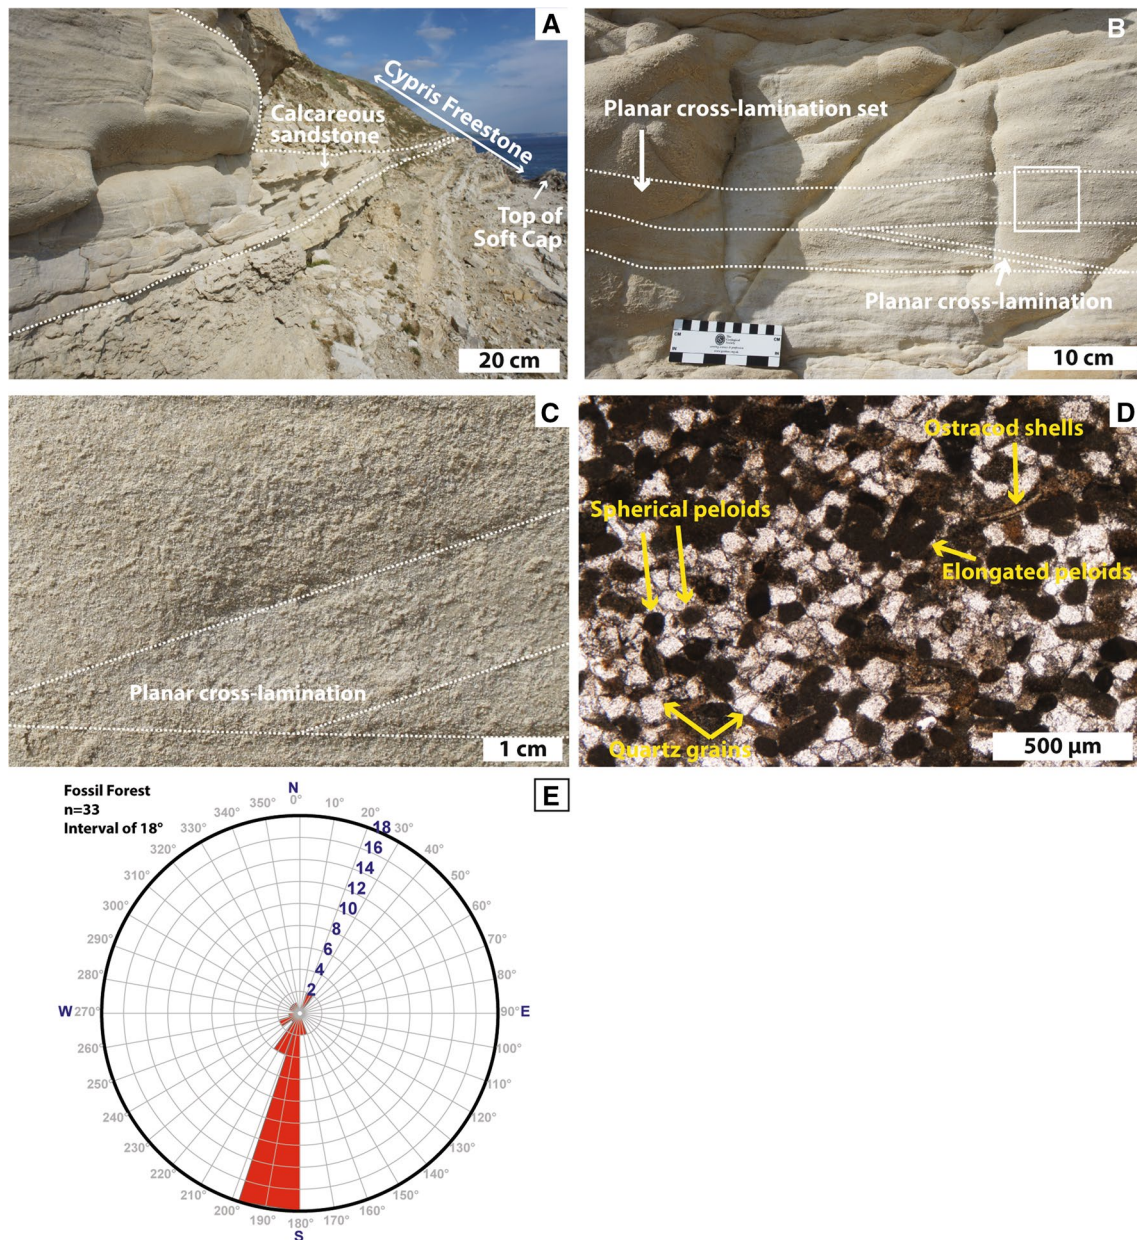 A
Cypris Freestone
Calcareous
sandstone
Top of
Soft Cap
20 cm
B
Planar cross-lamination set
Planar cross-lamination
CM
CM
IN
IN
10 cm
C
Planar cross-lamination
1 cm
D
Ostracod shells
Spherical peloids
Elongated peloids
Quartz grains
500 µm
E
Fossil Forest
n=33
Interval of 18°
N
0°
10°
20°
30°
40°
50°
60°
70°
80°
90°
E
100°
110°
120°
130°
140°
150°
160°
170°
180°
S
190°
200°
210°
220°
230°
240°
250°
260°
W
270°
280°
290°
300°
310°
320°
330°
340°
350°
18
16
14
12
10
8
6
4
2